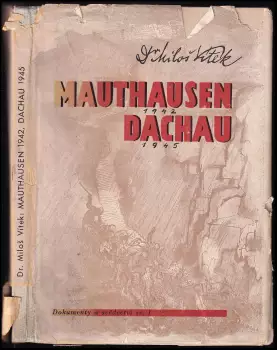 Dr. Miloš Vítek: MAUTHAUSEN 1942, DACHAU 1945
Dr Miloš Vítek
MAUTHAUSEN
1942
DACHAU
1945
Dokumenty a svědectví sv. 1